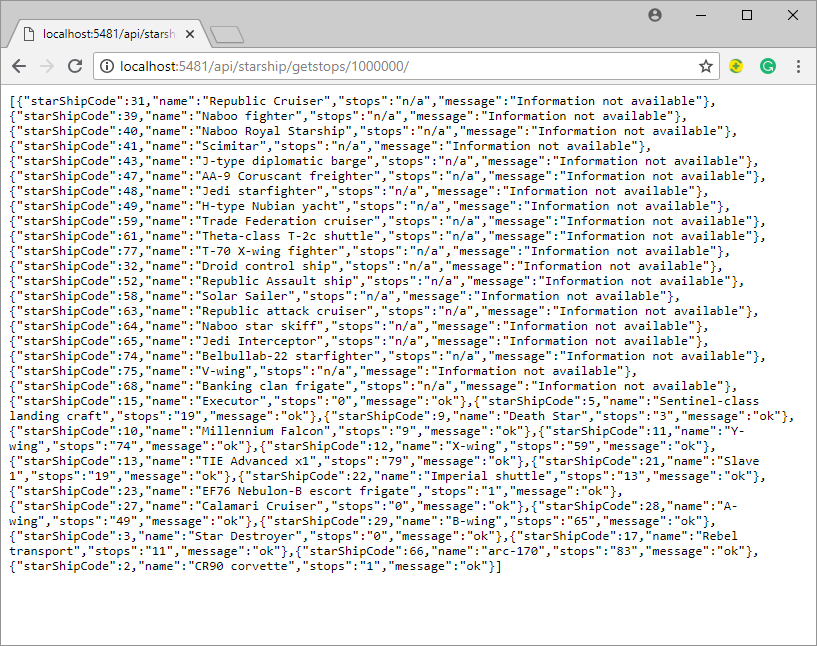 localhost:5481/api/starsh
localhost:5481/api/starship/getstops/1000000/
[{"starShipCode":31,"name":"Republic Cruiser","stops":"n/a","message":"Information not available"},
{"starShipCode":39,"name":"Naboo fighter","stops":"n/a","message":"Information not available"},
{"starShipCode":40,"name":"Naboo Royal Starship","stops":"n/a","message":"Information not available"},
{"starShipCode":41,"name":"Scimitar","stops":"n/a","message":"Information not available"},
{"starShipCode":43,"name":"J-type diplomatic barge","stops":"n/a","message":"Information not available"},
{"starShipCode":47,"name":"AA-9 Coruscant freighter","stops":"n/a","message":"Information not available"},
{"starShipCode":48,"name":"Jedi starfighter","stops":"n/a","message":"Information not available"},
{"starShipCode":49,"name":"H-type Nubian yacht","stops":"n/a","message":"Information not available"},
{"starShipCode":59,"name":"Trade Federation cruiser","stops":"n/a","message":"Information not available"},
{"starShipCode":61,"name":"Theta-class T-2c shuttle","stops":"n/a","message":"Information not available"},
{"starShipCode":77,"name":"T-70 X-wing fighter","stops":"n/a","message":"Information not available"},
{"starShipCode":32,"name":"Droid control ship","stops":"n/a","message":"Information not available"},
{"starShipCode":52,"name":"Republic Assault ship","stops":"n/a","message":"Information not available"},
{"starShipCode":58,"name":"Solar Sailer","stops":"n/a","message":"Information not available"},
{"starShipCode":63,"name":"Republic attack cruiser","stops":"n/a","message":"Information not available"},
{"starShipCode":64,"name":"Naboo star skiff","stops":"n/a","message":"Information not available"},
{"starShipCode":65,"name":"Jedi Interceptor","stops":"n/a","message":"Information not available"},
{"starShipCode":74,"name":"Belbullab-22 starfighter","stops":"n/a","message":"Information not available"},
{"starShipCode":75,"name":"V-wing","stops":"n/a","message":"Information not available"},
{"starShipCode":68,"name":"Banking clan frigate","stops":"n/a","message":"Information not available"},
{"starShipCode":15,"name":"Executor","stops":"0","message":"ok"},{"starShipCode":5,"name":"Sentinel-class
landing craft","stops":"19","message":"ok"},{"starShipCode":9,"name":"Death Star","stops":"3","message":"ok"},
{"starShipCode":10,"name":"Millennium Falcon","stops":"9","message":"ok"},{"starShipCode":11,"name":"Y-
wing","stops":"74","message":"ok"},{"starShipCode":12,"name":"X-wing","stops":"59","message":"ok"},
{"starShipCode":13,"name":"TIE Advanced x1","stops":"79","message":"ok"},{"starShipCode":21,"name":"Slave
1","stops":"19","message":"ok"},{"starShipCode":22,"name":"Imperial shuttle","stops":"13","message":"ok"},
{"starShipCode":23,"name":"EF76 Nebulon-B escort frigate","stops":"1","message":"ok"},
{"starShipCode":27,"name":"Calamari Cruiser","stops":"0","message":"ok"},{"starShipCode":28,"name":"A-
wing","stops":"49","message":"ok"},{"starShipCode":29,"name":"B-wing","stops":"65","message":"ok"},
{"starShipCode":3,"name":"Star Destroyer","stops":"0","message":"ok"},{"starShipCode":17,"name":"Rebel
transport","stops":"11","message":"ok"},{"starShipCode":66,"name":"arc-170","stops":"83","message":"ok"},
{"starShipCode":2,"name":"CR90 corvette","stops":"1","message":"ok"}]